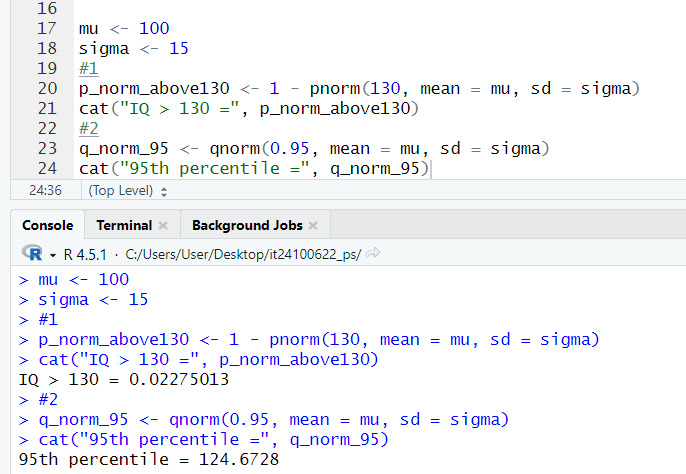 16
17 mu <- 100
18 sigma <- 15
19 #1
20 p_norm_above130 <- 1 - pnorm(130, mean = mu, sd = sigma)
21 cat("IQ > 130 =", p_norm_above130)
22 #2
23 q_norm_95 <- qnorm(0.95, mean = mu, sd = sigma)
24 cat("95th percentile =", q_norm_95)
24:36 (Top Level)
Console Terminal Background Jobs
R R 4.5.1 · C:/Users/User/Desktop/it24100622_ps/
> mu <- 100
> sigma <- 15
> #1
> p_norm_above130 <- 1 - pnorm(130, mean = mu, sd = sigma)
> cat("IQ > 130 =", p_norm_above130)
IQ > 130 = 0.02275013
> #2
> q_norm_95 <- qnorm(0.95, mean = mu, sd = sigma)
> cat("95th percentile =", q_norm_95)
95th percentile = 124.6728